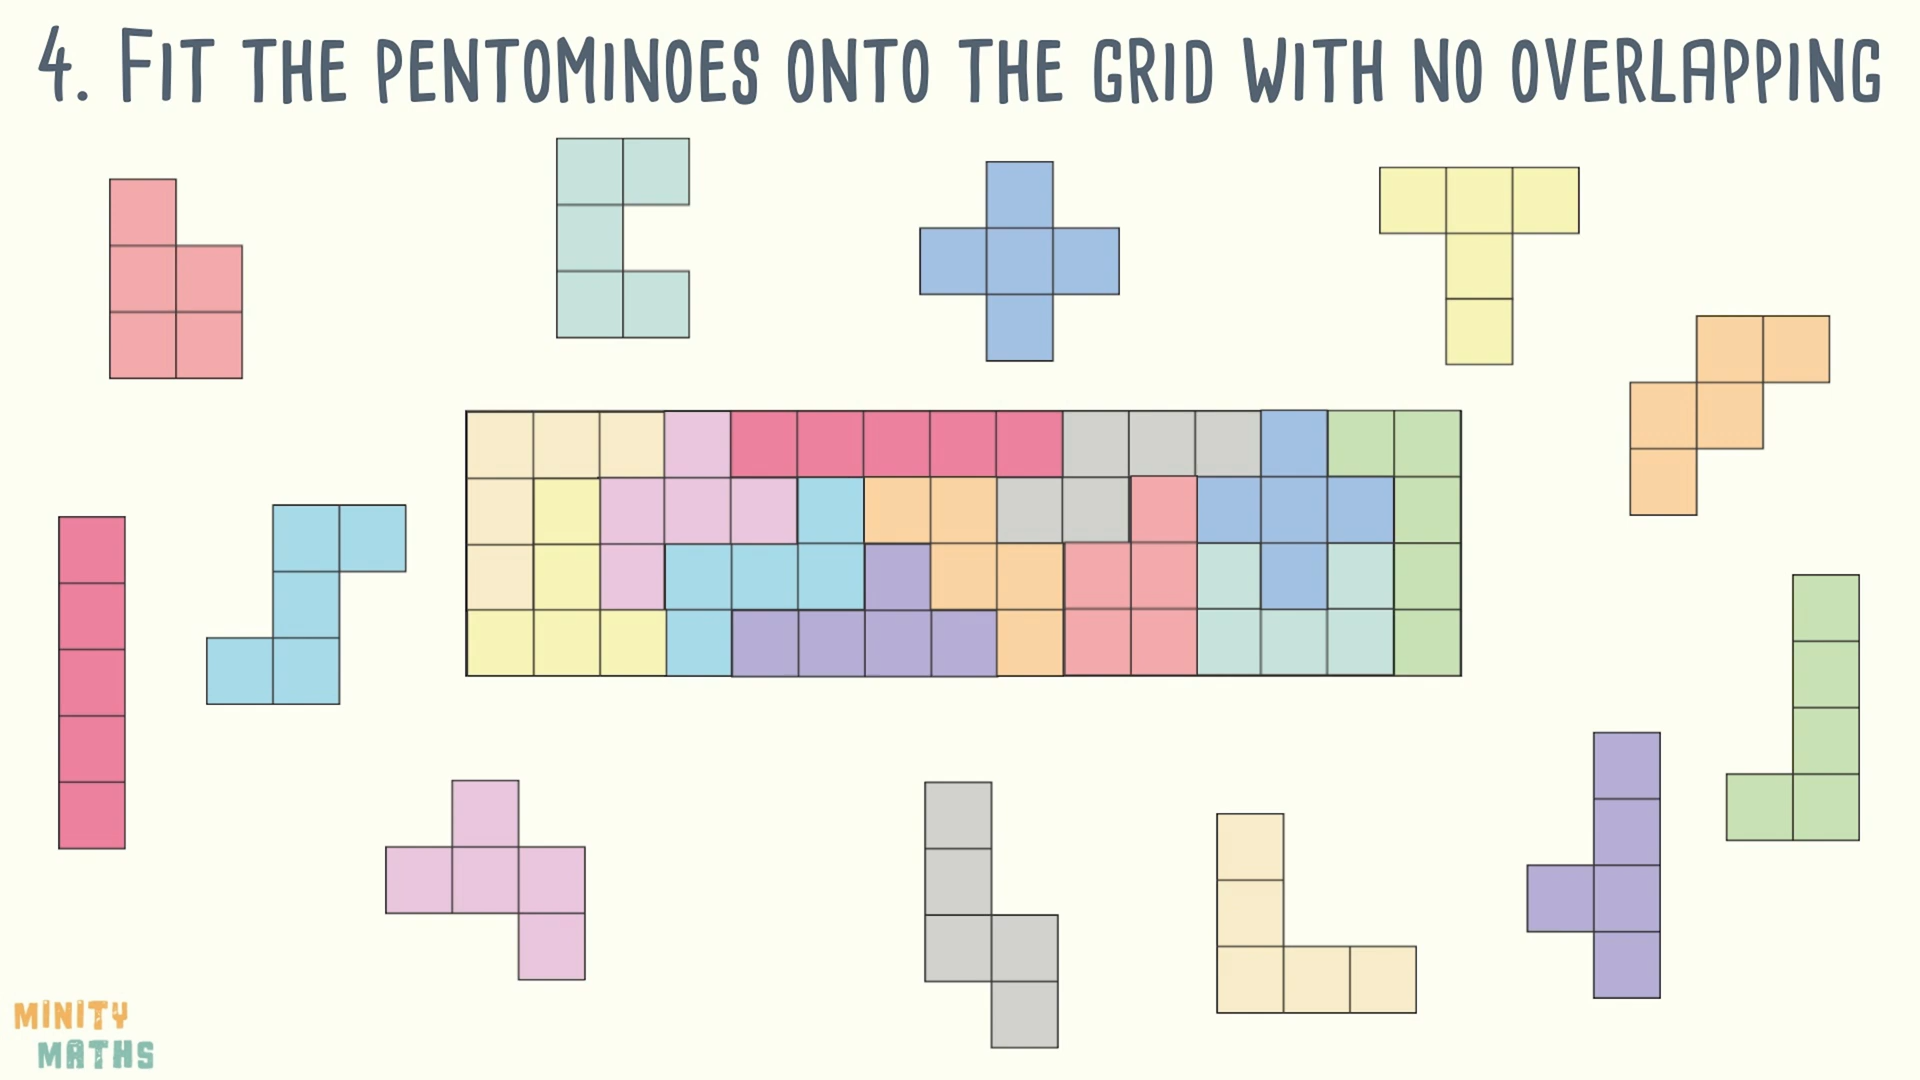 4. Fit the pentominoes onto the grid with no overlapping
MINITY
MATHS